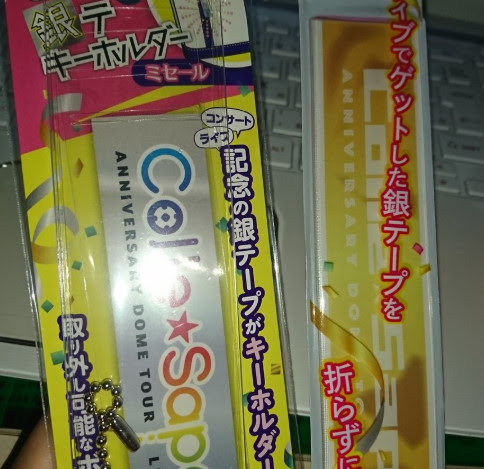 銀テ
キーホルダー
ミセール
コンサート
ライブ
記念の銀テープがキーホルダー
取り外し可能なボ
ANNIVERSARY DOME TOUR
イブでゲットした銀テープを
折らずに
ANNIVERSARY DO